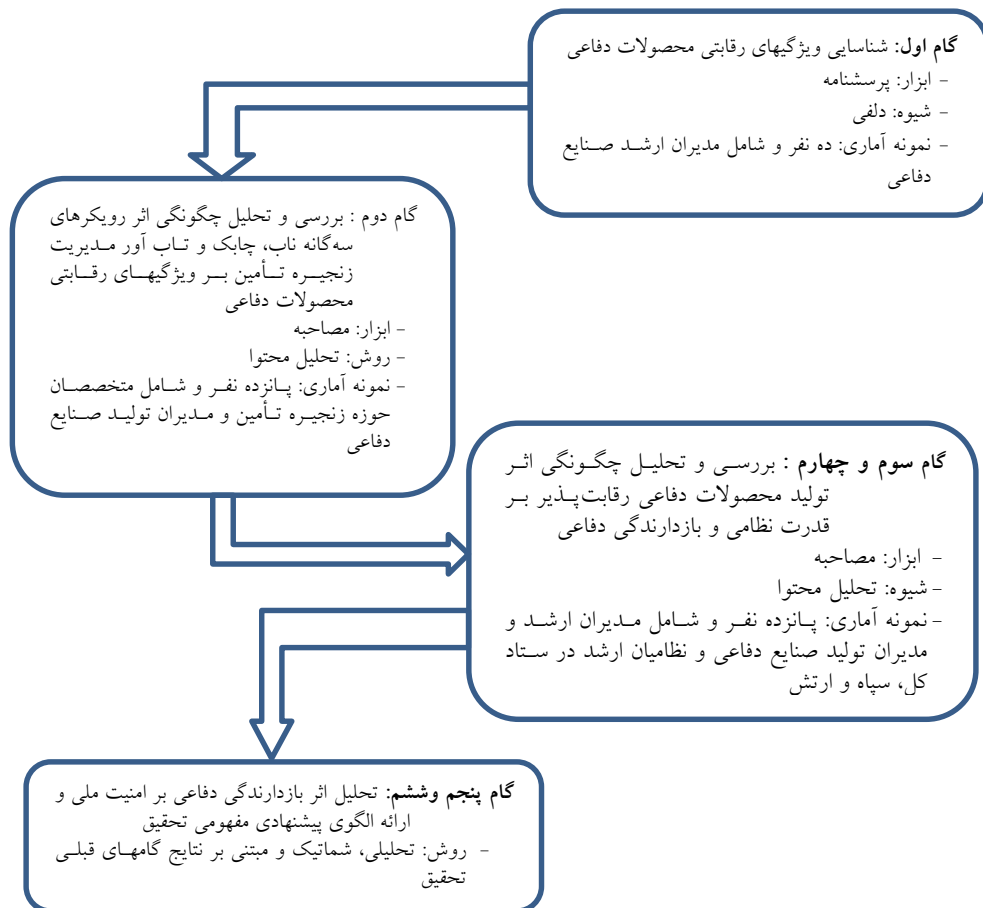 گام اول: شناسایی ویژگیهای رقابتی محصولات دفاعی
- ابزار: پرسشنامه
- شیوه: دلفی
- نمونه آماری: ده نفر و شامل مدیران ارشد صنایع
دفاعی
گام دوم : بررسی و تحلیل چگونگی اثر رویکرهای
سه‌گانه ناب، چابک و تاب آور مدیریت
زنجیره تأمین بر ویژگیهای رقابتی
محصولات دفاعی
- ابزار: مصاحبه
- روش: تحلیل محتوا
- نمونه آماری: پانزده نفر و شامل متخصصان
حوزه زنجیره تأمین و مدیران تولید صنایع
دفاعی
گام سوم و چهارم : بررسی و تحلیل چگونگی اثر
تولید محصولات دفاعی رقابت‌پذیر بر
قدرت نظامی و بازدارندگی دفاعی
- ابزار: مصاحبه
- شیوه: تحلیل محتوا
- نمونه آماری: پانزده نفر و شامل مدیران ارشد و
مدیران تولید صنایع دفاعی و نظامیان ارشد در ستاد
کل، سپاه و ارتش
گام پنجم وششم: تحلیل اثر بازدارندگی دفاعی بر امنیت ملی و
ارائه الگوی پیشنهادی مفهومی تحقیق
- روش: تحلیلی، شماتیک و مبتنی بر نتایج گامهای قبلی
تحقیق